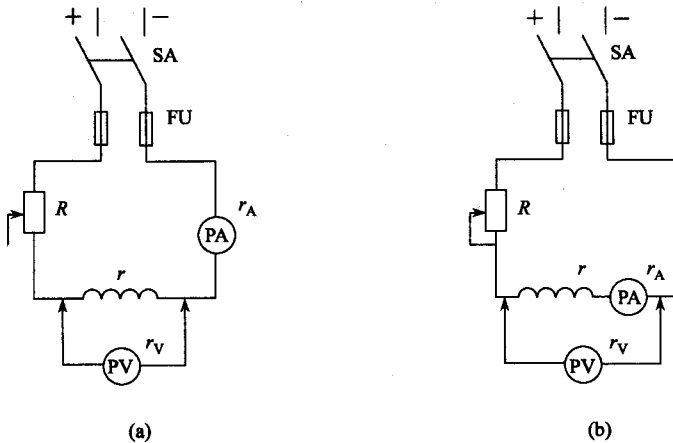 + −
SA
FU
R
r_A
PA
r
r_V
PV
(a)
+ −
SA
FU
R
r
r_A
PA
r_V
PV
(b)